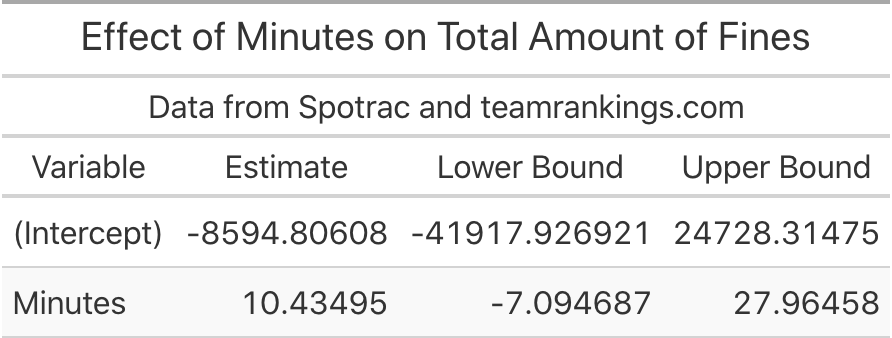 Effect of Minutes on Total Amount of Fines
Data from Spotrac and teamrankings.com
Variable Estimate Lower Bound Upper Bound
(Intercept) -8594.80608 -41917.926921 24728.31475
Minutes 10.43495 -7.094687 27.96458